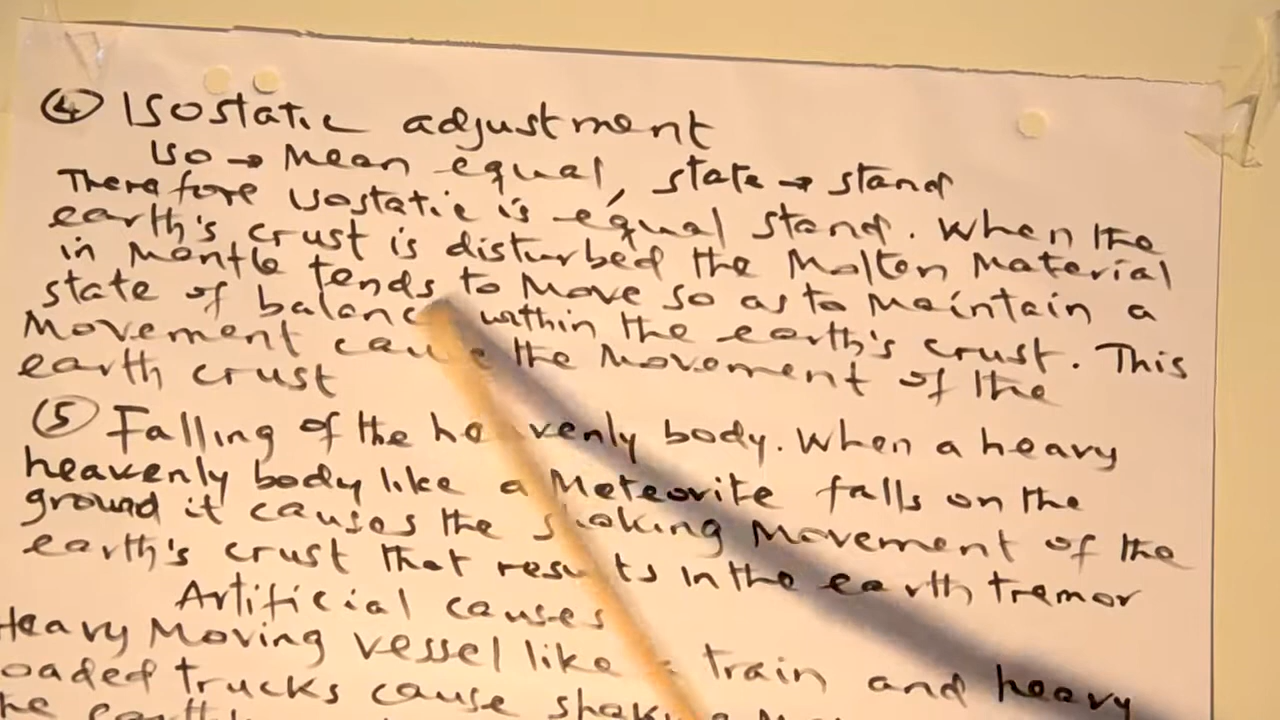 ④ Isostatic adjustment
Iso → Mean equal, state → stand
Therefore isostatic is equal stand. When the
earth's crust is disturbed the Molten Material
in Montle tends to Move so as to Maintain a
state of balance within the earth's crust. This
Movement cause the Movement of the
earth crust
⑤ Falling of the heavenly body. When a heavy
heavenly body like a Meteorite falls on the
ground it causes the shaking Movement of the
earth's crust that results in the earth tremor
Artificial causes
Heavy Moving vessel like train and heavy
loaded trucks cause